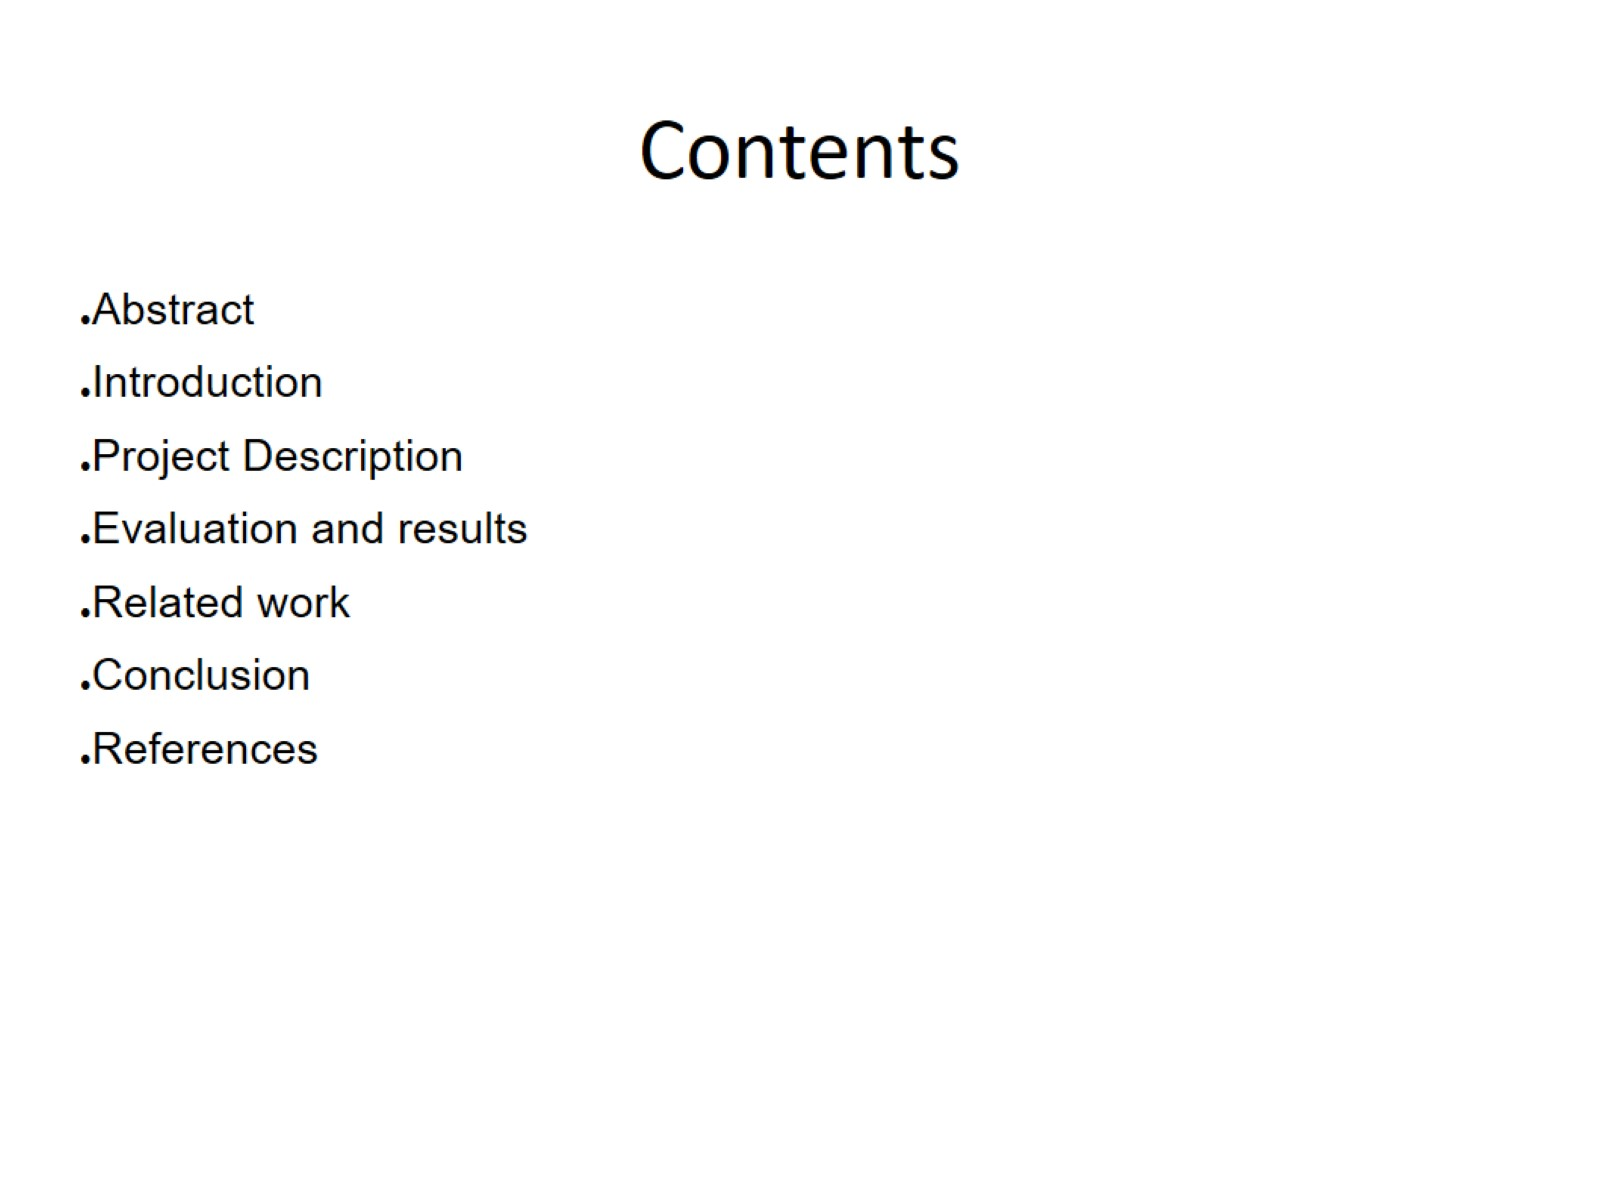 Contents
.Abstract
.Introduction
.Project Description
.Evaluation and results
.Related work
.Conclusion
.References